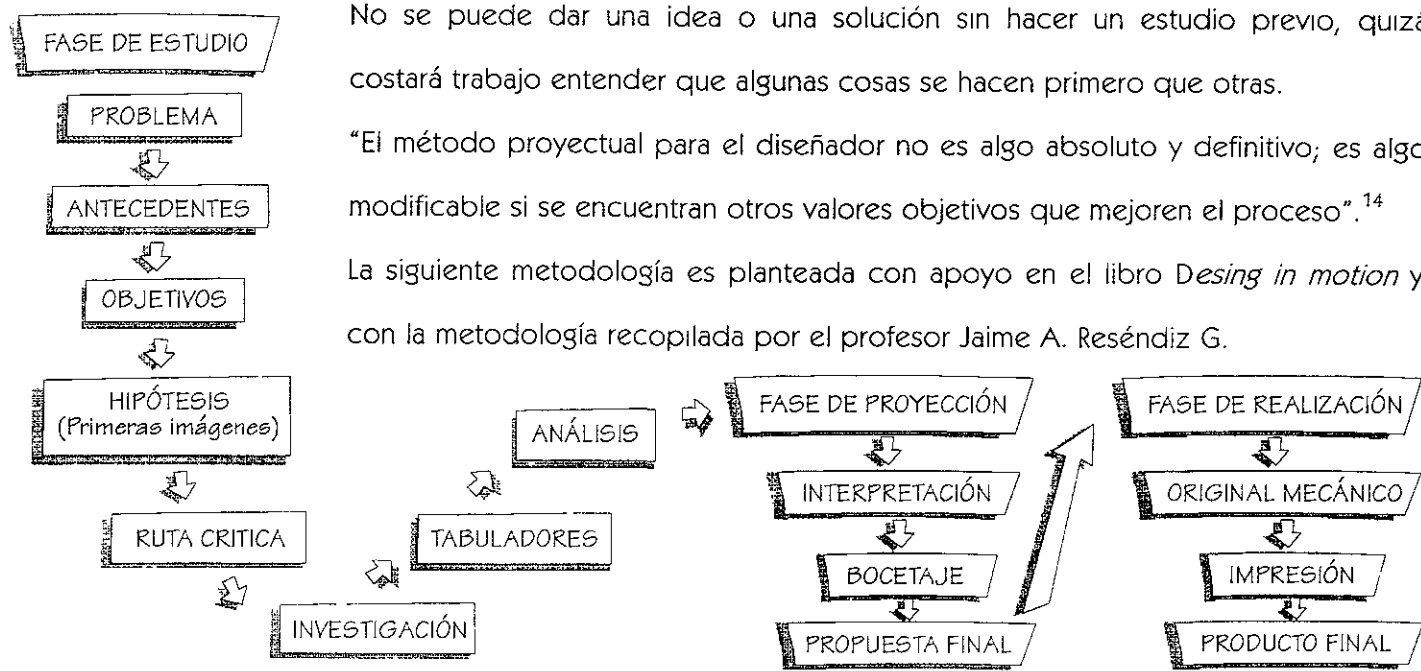 No se puede dar una idea o una solución sin hacer un estudio previo, quizá
costará trabajo entender que algunas cosas se hacen primero que otras.
"El método proyectual para el diseñador no es algo absoluto y definitivo; es algo
modificable si se encuentran otros valores objetivos que mejoren el proceso".14
La siguiente metodología es planteada con apoyo en el libro Desing in motion y
con la metodología recopilada por el profesor Jaime A. Reséndiz G.
FASE DE ESTUDIO
PROBLEMA
ANTECEDENTES
OBJETIVOS
HIPÓTESIS
(Primeras imágenes)
RUTA CRITICA
INVESTIGACIÓN
TABULADORES
ANÁLISIS
FASE DE PROYECCIÓN
INTERPRETACIÓN
BOCETAJE
PROPUESTA FINAL
FASE DE REALIZACIÓN
ORIGINAL MECÁNICO
IMPRESIÓN
PRODUCTO FINAL